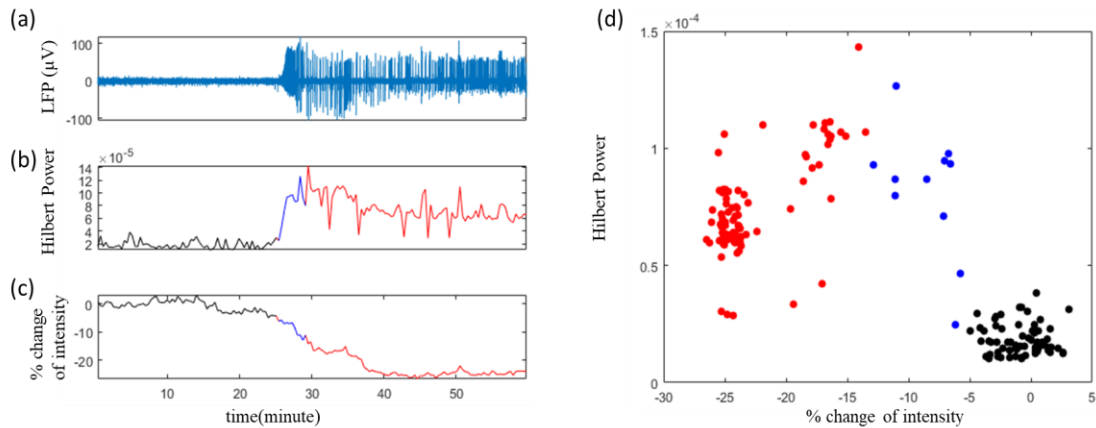 (a)
LFP (µV)
100
0
-100
(b)
Hilbert Power
×10⁻⁵
14
12
10
8
6
4
2
(c)
% change
of intensity
0
-10
-20
10
20
30
40
50
time(minute)
(d)
Hilbert Power
×10⁻⁴
1.5
1
0.5
0
-30
-25
-20
-15
-10
-5
0
5
% change of intensity